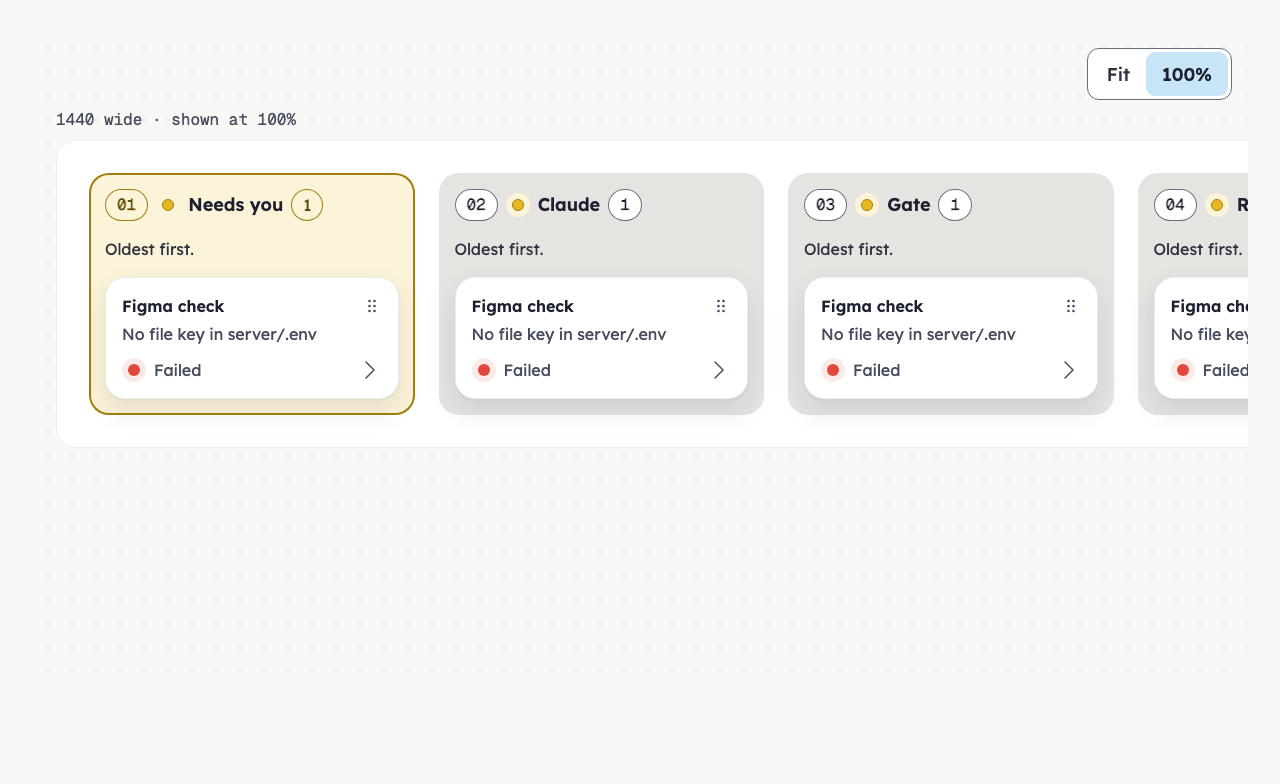 Fit 100%
1440 wide · shown at 100%
01 Needs you 1
Oldest first.
Figma check
No file key in server/.env
Failed
02 Claude 1
Oldest first.
Figma check
No file key in server/.env
Failed
03 Gate 1
Oldest first.
Figma check
No file key in server/.env
Failed
04
Oldest first.
Figma
No file
Failed